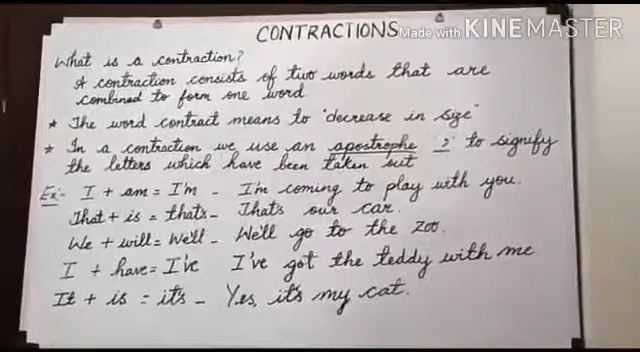 CONTRACTIONS
Made with KINEMASTER
What is a contraction?
A contraction consists of two words that are
combined to form one word
* The word contract means to "decrease in size"
* In a contraction we use an apostrophe ’ to signify
the letters which have been taken out
Ex:- I + am = I'm - I'm coming to play with you.
That + is = that's - That's our car.
We + will = We'll - We'll go to the Zoo.
I + have = I've I've got the teddy with me.
It + is = it's - Yes, it's my cat.